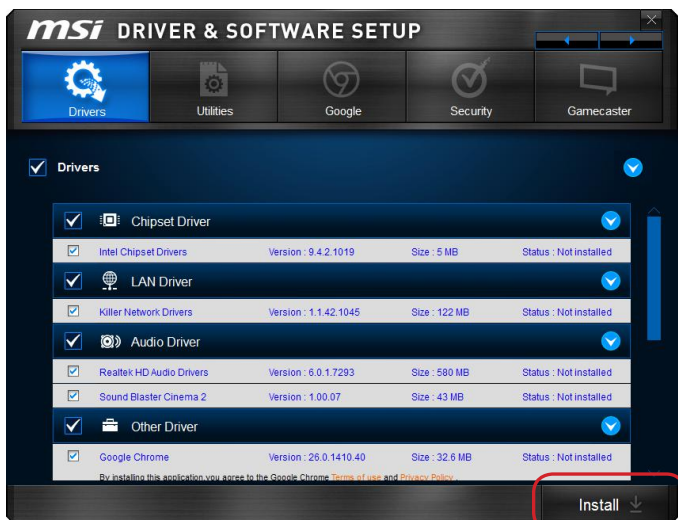 msi DRIVER & SOFTWARE SETUP
Drivers Utilities Google Security Gamecaster
Drivers
Chipset Driver
Intel Chipset Drivers Version : 9.4.2.1019 Size : 5 MB Status : Not installed
LAN Driver
Killer Network Drivers Version : 1.1.42.1045 Size : 122 MB Status : Not installed
Audio Driver
Realtek HD Audio Drivers Version : 6.0.1.7293 Size : 580 MB Status : Not installed
Sound Blaster Cinema 2 Version : 1.00.07 Size : 43 MB Status : Not installed
Other Driver
Google Chrome Version : 26.0.1410.40 Size : 32.6 MB Status : Not installed
By installing this application,you agree to the Google Chrome Terms of use and Privacy Policy .
Install